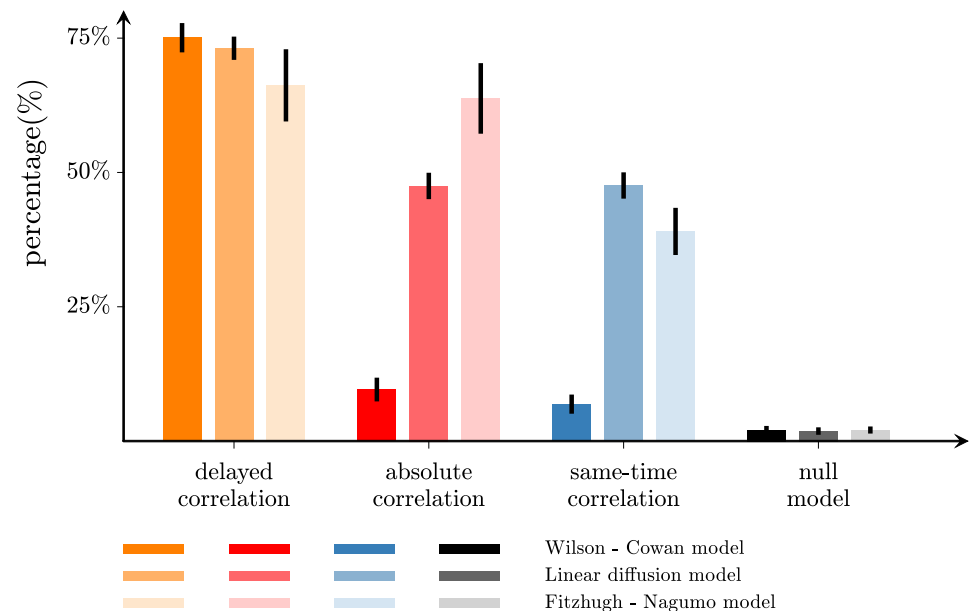 percentage(%)
75%
50%
25%
delayed
correlation
absolute
correlation
same-time
correlation
null
model
Wilson - Cowan model
Linear diffusion model
Fitzhugh - Nagumo model